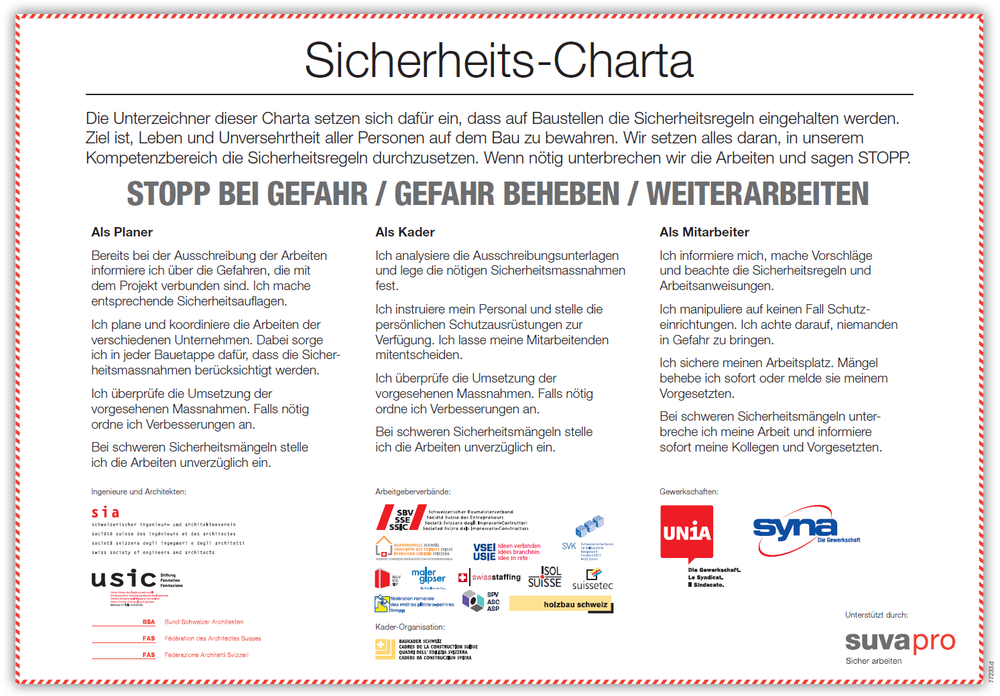 Sicherheits-Charta
Die Unterzeichner dieser Charta setzen sich dafür ein, dass auf Baustellen die Sicherheitsregeln eingehalten werden.
Ziel ist, Leben und Unversehrtheit aller Personen auf dem Bau zu bewahren. Wir setzen alles daran, in unserem
Kompetenzbereich die Sicherheitsregeln durchzusetzen. Wenn nötig unterbrechen wir die Arbeiten und sagen STOPP.
STOPP BEI GEFAHR / GEFAHR BEHEBEN / WEITERARBEITEN
Als Planer
Bereits bei der Ausschreibung der Arbeiten
informiere ich über die Gefahren, die mit
dem Projekt verbunden sind. Ich mache
entsprechende Sicherheitsauflagen.
Ich plane und koordiniere die Arbeiten der
verschiedenen Unternehmen. Dabei sorge
ich in jeder Bauetappe dafür, dass die Sicher-
heitsmassnahmen berücksichtigt werden.
Ich überprüfe die Umsetzung der
vorgesehenen Massnahmen. Falls nötig
ordne ich Verbesserungen an.
Bei schweren Sicherheitsmängeln stelle
ich die Arbeiten unverzüglich ein.
Als Kader
Ich analysiere die Ausschreibungsunterlagen
und lege die nötigen Sicherheitsmassnahmen
fest.
Ich instruiere mein Personal und stelle die
persönlichen Schutzausrüstungen zur
Verfügung. Ich lasse meine Mitarbeitenden
mitentscheiden.
Ich überprüfe die Umsetzung der
vorgesehenen Massnahmen. Falls nötig
ordne ich Verbesserungen an.
Bei schweren Sicherheitsmängeln stelle
ich die Arbeiten unverzüglich ein.
Als Mitarbeiter
Ich informiere mich, mache Vorschläge
und beachte die Sicherheitsregeln und
Arbeitsanweisungen.
Ich manipuliere auf keinen Fall Schutz-
einrichtungen. Ich achte darauf, niemanden
in Gefahr zu bringen.
Ich sichere meinen Arbeitsplatz. Mängel
behebe ich sofort oder melde sie meinem
Vorgesetzten.
Bei schweren Sicherheitsmängeln unter-
breche ich meine Arbeit und informiere
sofort meine Kollegen und Vorgesetzten.
Ingenieure und Architekten:
sia
schweizerischer ingenieur- und architektenverein
société suisse des ingénieurs et des architectes
società svizzera degli ingegneri e degli architetti
swiss society of engineers and architects
usic
Stiftung
Fondation
Fondazione
BSA Bund Schweizer Architekten
FAS Fédération des Architectes Suisses
FAS Federazione Architetti Svizzeri
Arbeitgeberverbände:
SBV
SSE
SSIC
Schweizerischer Baumeisterverband
Société Suisse des Entrepreneurs
Società Svizzera degli Impresari-Costruttori
Societad Svizra dals Impressaris-Constructurs
GEBÄUDEHÜLLE SCHWEIZ
ENVELOPPE DES ÉDIFICES SUISSE
INVOLUCRO EDILIZIO SVIZZERA
VSEI
USIE
Ideen verbinden
Idées branchées
Idee in rete
SVK
maler
gipser
swissstaffing
ISOL
SUISSE
suissetec
fédération romande
des maîtres plâtriers-peintres
frmpp
SPV
ASC
ASP
holzbau schweiz
Kader-Organisation:
BAUKADER SCHWEIZ
CADRES DE LA CONSTRUCTION SUISSE
QUADRI DELL' EDILIZIA SVIZZERA
CADERS DA CONSTRUCZIUN SVIZRA
Gewerkschaften:
UNiA
Die Gewerkschaft.
Le Syndicat.
Il Sindacato.
syna
Die Gewerkschaft
Unterstützt durch:
suvapro
Sicher arbeiten
77233.d